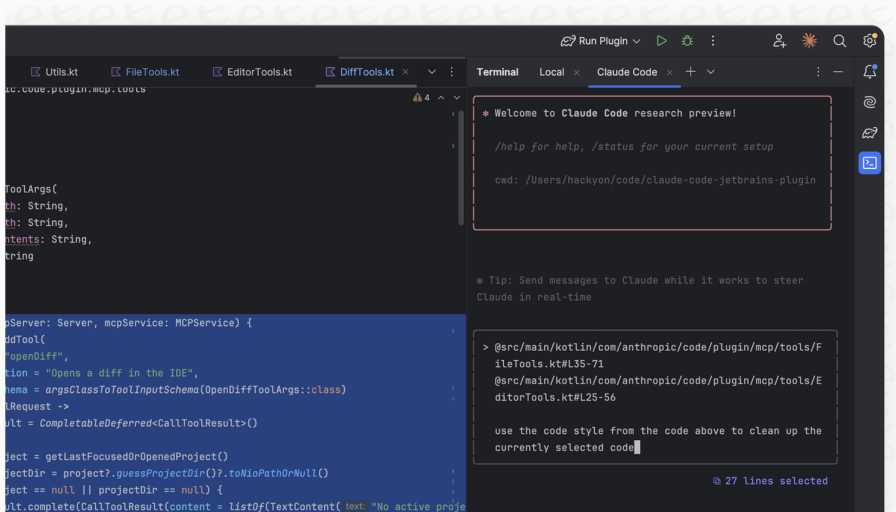 Run Plugin
Utils.kt
FileTools.kt
EditorTools.kt
DiffTools.kt
ic.code.plugin.mcp.tools
4
ToolArgs(
th: String,
th: String,
ntents: String,
tring
pServer: Server, mcpService: MCPService) {
ddTool(
"openDiff",
tion = "Opens a diff in the IDE",
hema = argsClassToToolInputSchema(OpenDiffToolArgs::class)
lRequest ->
ult = CompletableDeferred<CallToolResult>()
ject = getLastFocusedOrOpenedProject()
jectDir = project?.guessProjectDir()?.toNioPathOrNull()
ject == null || projectDir == null) {
ult.complete(CallToolResult(content = listOf(TextContent( text: "No active proje
Terminal
Local
Claude Code
* Welcome to Claude Code research preview!
/help for help, /status for your current setup
cwd: /Users/hackyon/code/claude-code-jetbrains-plugin
Tip: Send messages to Claude while it works to steer
Claude in real-time
> @src/main/kotlin/com/anthropic/code/plugin/mcp/tools/F
ileTools.kt#L35-71
@src/main/kotlin/com/anthropic/code/plugin/mcp/tools/E
ditorTools.kt#L25-56
use the code style from the code above to clean up the
currently selected code
27 lines selected